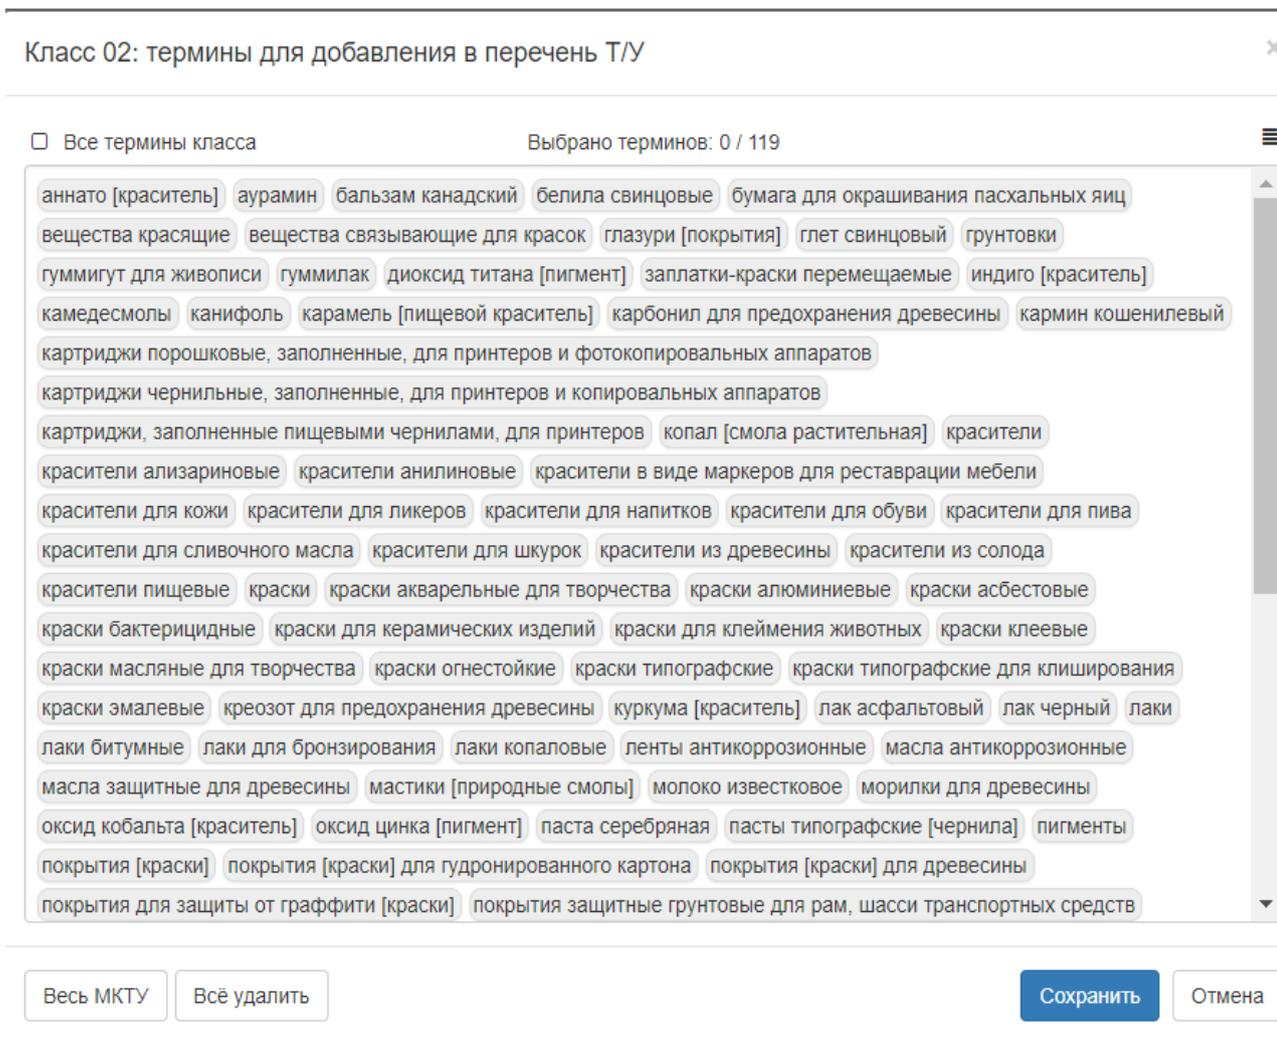 Класс 02: термины для добавления в перечень Т/У
Все термины класса Выбрано терминов: 0 / 119
аннато [краситель] аурамин бальзам канадский белила свинцовые бумага для окрашивания пасхальных яиц
вещества красящие вещества связывающие для красок глазури [покрытия] глет свинцовый грунтовки
гуммигут для живописи гуммилак диоксид титана [пигмент] заплатки-краски перемещаемые индиго [краситель]
камедесмолы канифоль карамель [пищевой краситель] карбонил для предохранения древесины кармин кошенилевый
картриджи порошковые, заполненные, для принтеров и фотокопировальных аппаратов
картриджи чернильные, заполненные, для принтеров и копировальных аппаратов
картриджи, заполненные пищевыми чернилами, для принтеров копал [смола растительная] красители
красители ализариновые красители анилиновые красители в виде маркеров для реставрации мебели
красители для кожи красители для ликеров красители для напитков красители для обуви красители для пива
красители для сливочного масла красители для шкурок красители из древесины красители из солода
красители пищевые краски краски акварельные для творчества краски алюминиевые краски асбестовые
краски бактерицидные краски для керамических изделий краски для клеймения животных краски клеевые
краски масляные для творчества краски огнестойкие краски типографские краски типографские для клиширования
краски эмалевые креозот для предохранения древесины куркума [краситель] лак асфальтовый лак черный лаки
лаки битумные лаки для бронзирования лаки копаловые ленты антикоррозионные масла антикоррозионные
масла защитные для древесины мастики [природные смолы] молоко известковое морилки для древесины
оксид кобальта [краситель] оксид цинка [пигмент] паста серебряная пасты типографские [чернила] пигменты
покрытия [краски] покрытия [краски] для гудронированного картона покрытия [краски] для древесины
покрытия для защиты от граффити [краски] покрытия защитные грунтовые для рам, шасси транспортных средств
Весь МКТУ Всё удалить Сохранить Отмена